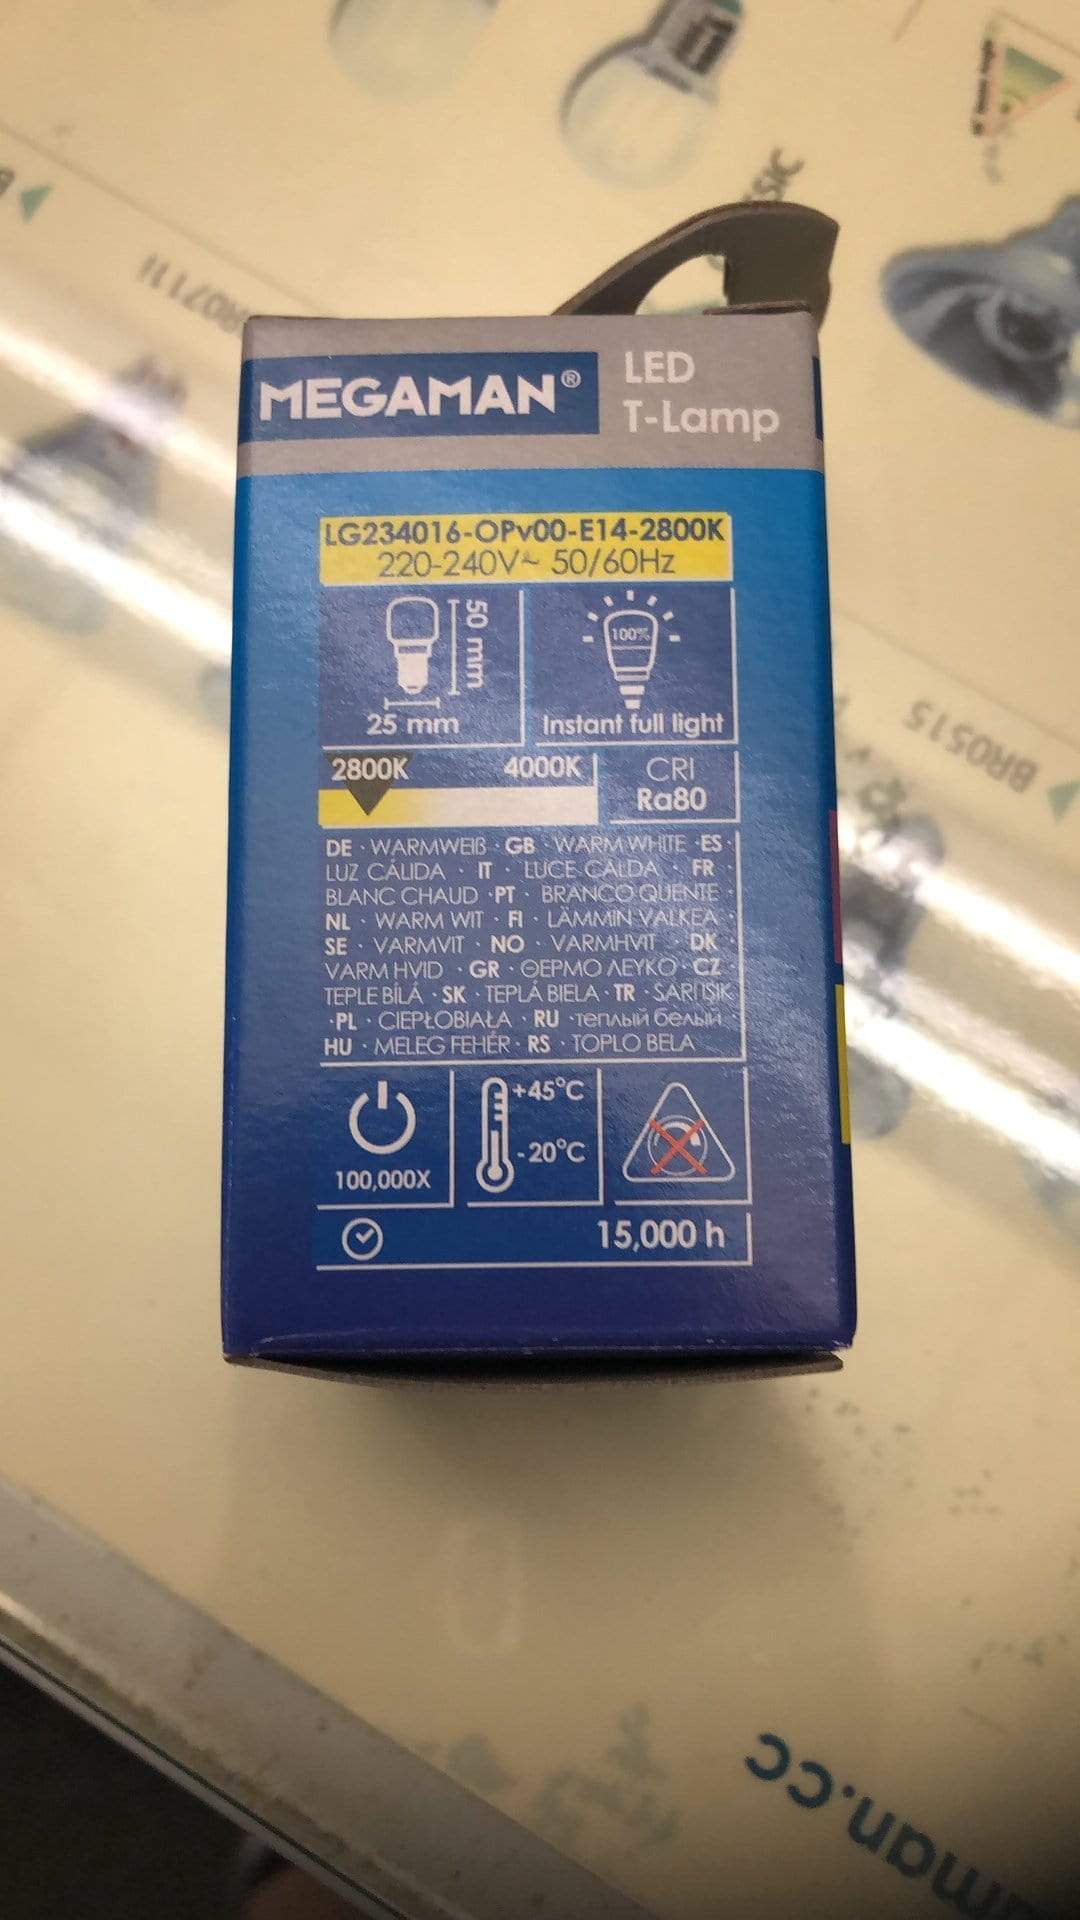 MEGAMAN®
LED
T-Lamp
LG234016-OPv00-E14-2800K
220-240V~ 50/60Hz
50 mm
25 mm
100%
Instant full light
2800K
4000K
CRI
Ra80
DE · WARMWEIß · GB · WARM WHITE · ES ·
LUZ CÁLIDA · IT · LUCE CALDA · FR ·
BLANC CHAUD · PT · BRANCO QUENTE ·
NL · WARM WIT · FI · LÄMMIN VALKEA ·
SE · VARMVIT · NO · VARMHVIT · DK ·
VARM HVID · GR · ΘΕΡΜΟ ΛΕΥΚΟ · CZ ·
TEPLE BÍLÁ · SK · TEPLÁ BIELA · TR · SARI IŞIK
· PL · CIEPŁOBIAŁA · RU · теплый белый ·
HU · MELEG FEHÉR · RS · TOPLO BELA
+45°C
-20°C
100,000X
15,000 h
BR0711i
SIC
BR0515
aman.cc